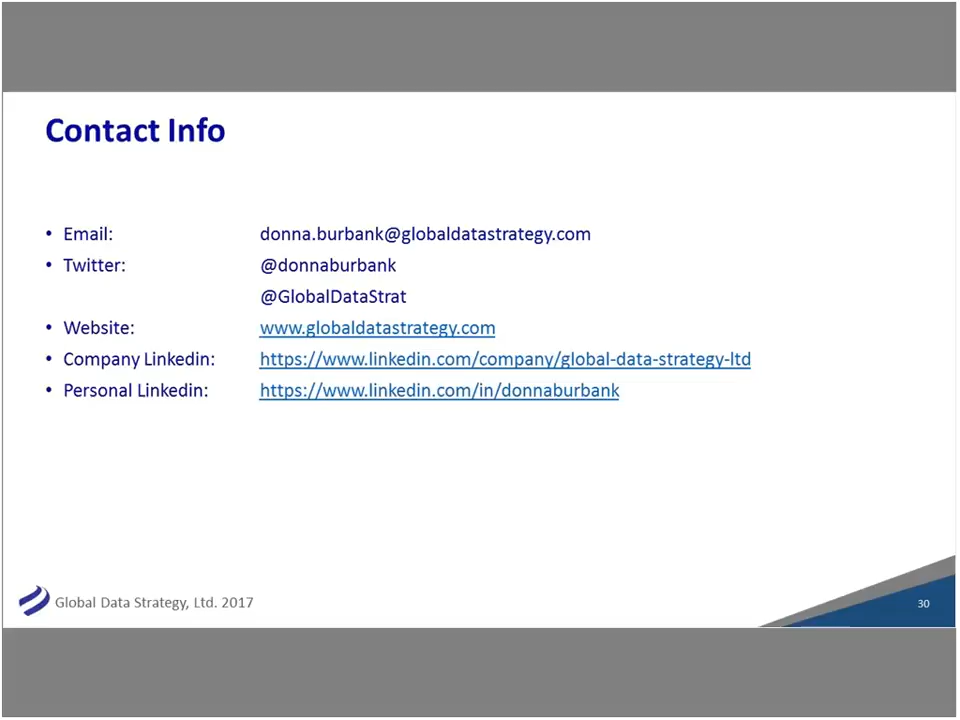 Contact Info
• Email: donna.burbank@globaldatastrategy.com
• Twitter: @donnaburbank
@GlobalDataStrat
• Website: www.globaldatastrategy.com
• Company Linkedin: https://www.linkedin.com/company/global-data-strategy-ltd
• Personal Linkedin: https://www.linkedin.com/in/donnaburbank
Global Data Strategy, Ltd. 2017
30